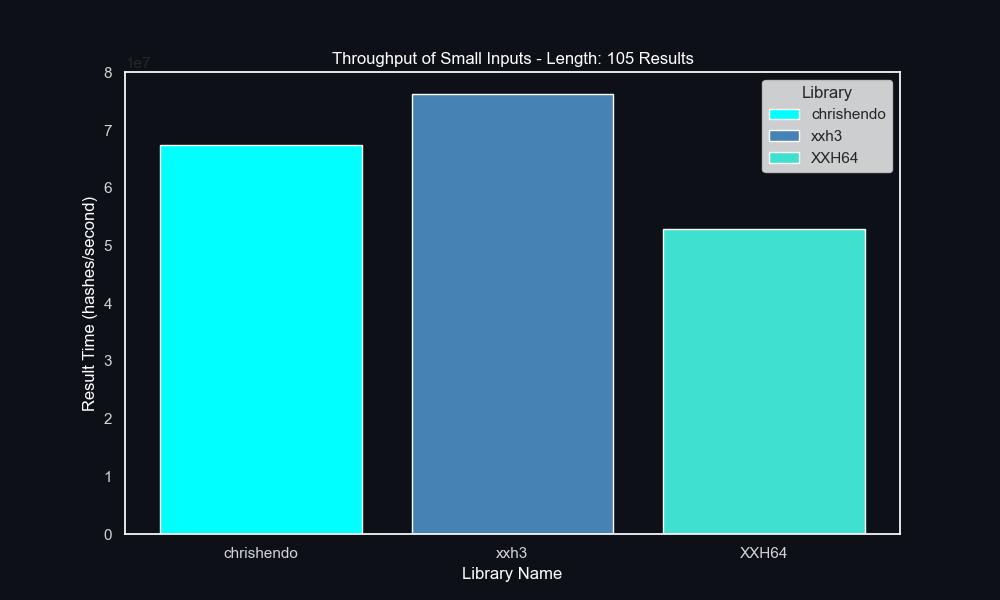 Throughput of Small Inputs - Length: 105 Results
1e7
8
7
6
5
4
3
2
1
0
Result Time (hashes/second)
Library
chrishendo
xxh3
XXH64
chrishendo
xxh3
XXH64
Library Name